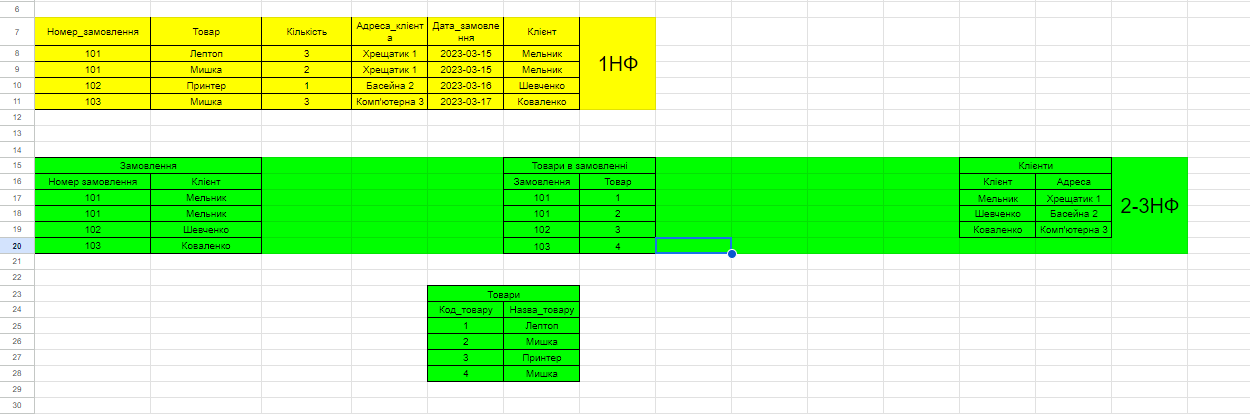 6
7 Номер_замовлення Товар Кількість Адреса_клієнта Дата_замовлення Клієнт 1НФ
8 101 Лептоп 3 Хрещатик 1 2023-03-15 Мельник
9 101 Мишка 2 Хрещатик 1 2023-03-15 Мельник
10 102 Принтер 1 Басейна 2 2023-03-16 Шевченко
11 103 Мишка 3 Комп'ютерна 3 2023-03-17 Коваленко
12
13
14
15 Замовлення Товари в замовленні Клієнти 2-3НФ
16 Номер замовлення Клієнт Замовлення Товар Клієнт Адреса
17 101 Мельник 101 1 Мельник Хрещатик 1
18 101 Мельник 101 2 Шевченко Басейна 2
19 102 Шевченко 102 3 Коваленко Комп'ютерна 3
20 103 Коваленко 103 4
21
22
23 Товари
24 Код_товару Назва_товару
25 1 Лептоп
26 2 Мишка
27 3 Принтер
28 4 Мишка
29
30